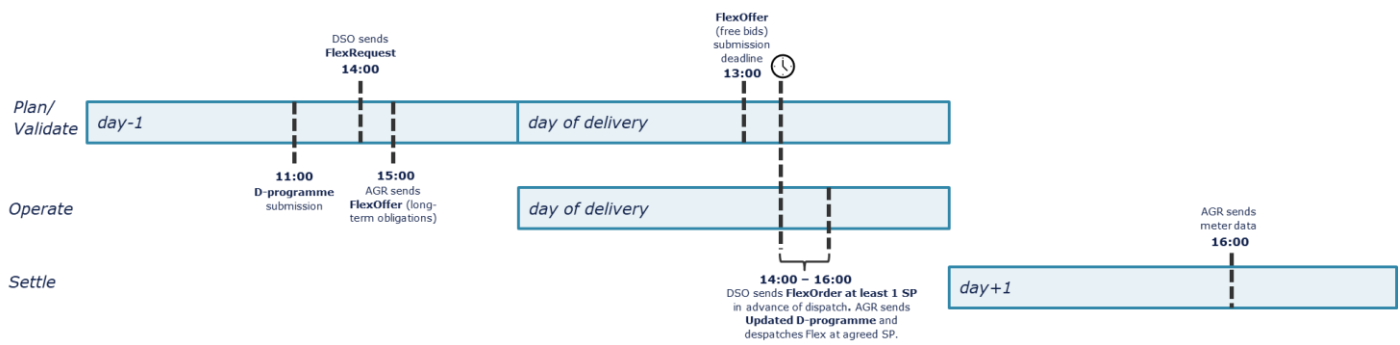 DSO sends
FlexRequest
14:00
FlexOffer
(free bids)
submission
deadline
13:00
Plan/
Validate
day-1
day of delivery
11:00
D-programme
submission
15:00
AGR sends
FlexOffer (long-
term obligations)
Operate
day of delivery
AGR sends
meter data
16:00
Settle
14:00 – 16:00
DSO sends FlexOrder at least 1 SP
in advance of dispatch. AGR sends
Updated D-programme and
despatches Flex at agreed SP.
day+1